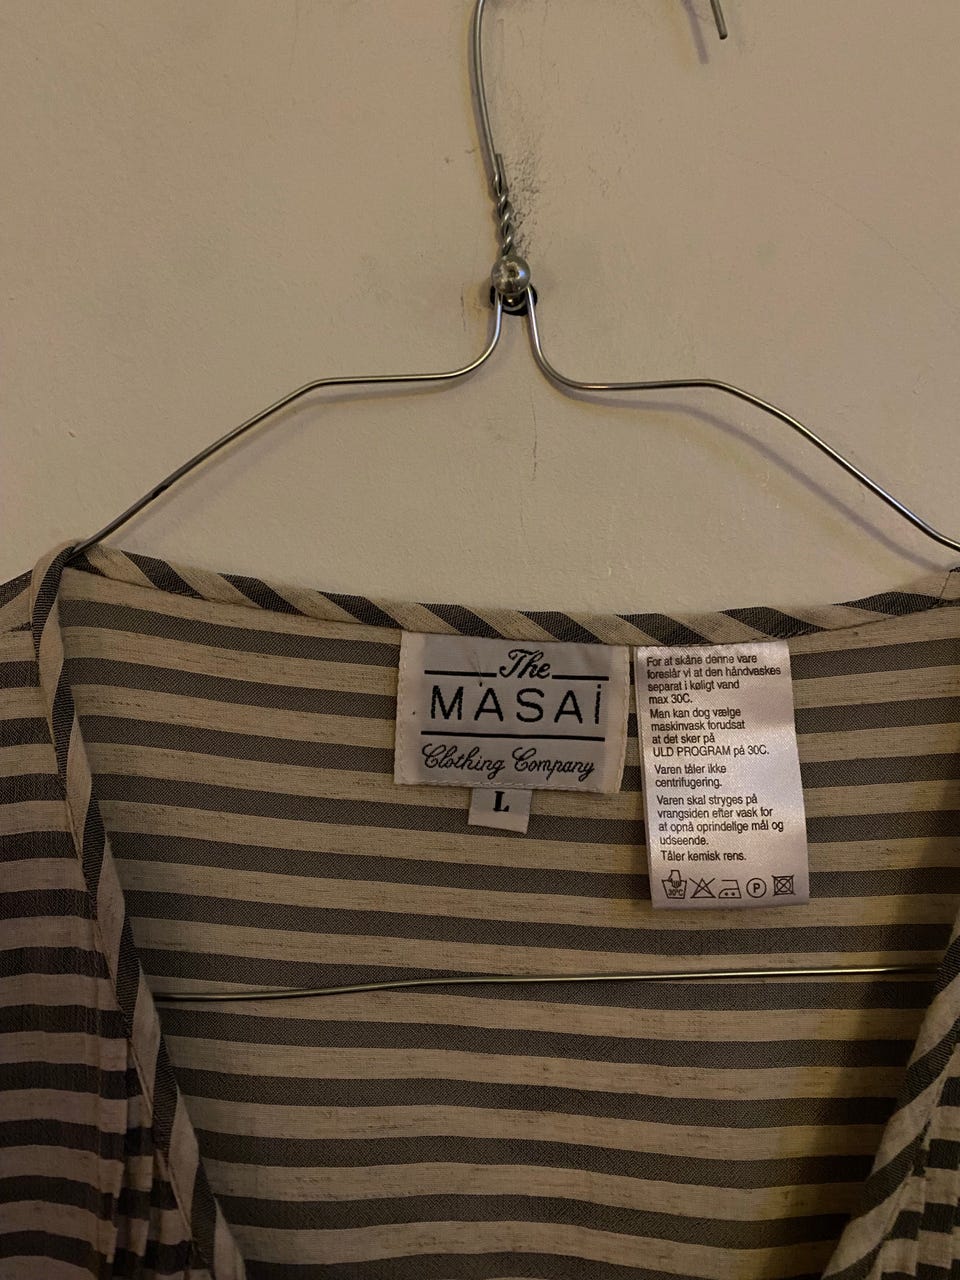 The
MASAi
Clothing Company
L
For at skåne denne vare
foreslår vi at den håndvaskes
separat i køligt vand
max 30C.
Man kan dog vælge
maskinvask forudsat
at det sker på
ULD PROGRAM på 30C.
Varen tåler ikke
centrifugering.
Varen skal stryges på
vrangsiden efter vask for
at opnå oprindelige mål og
udseende.
Tåler kemisk rens.
30°C P